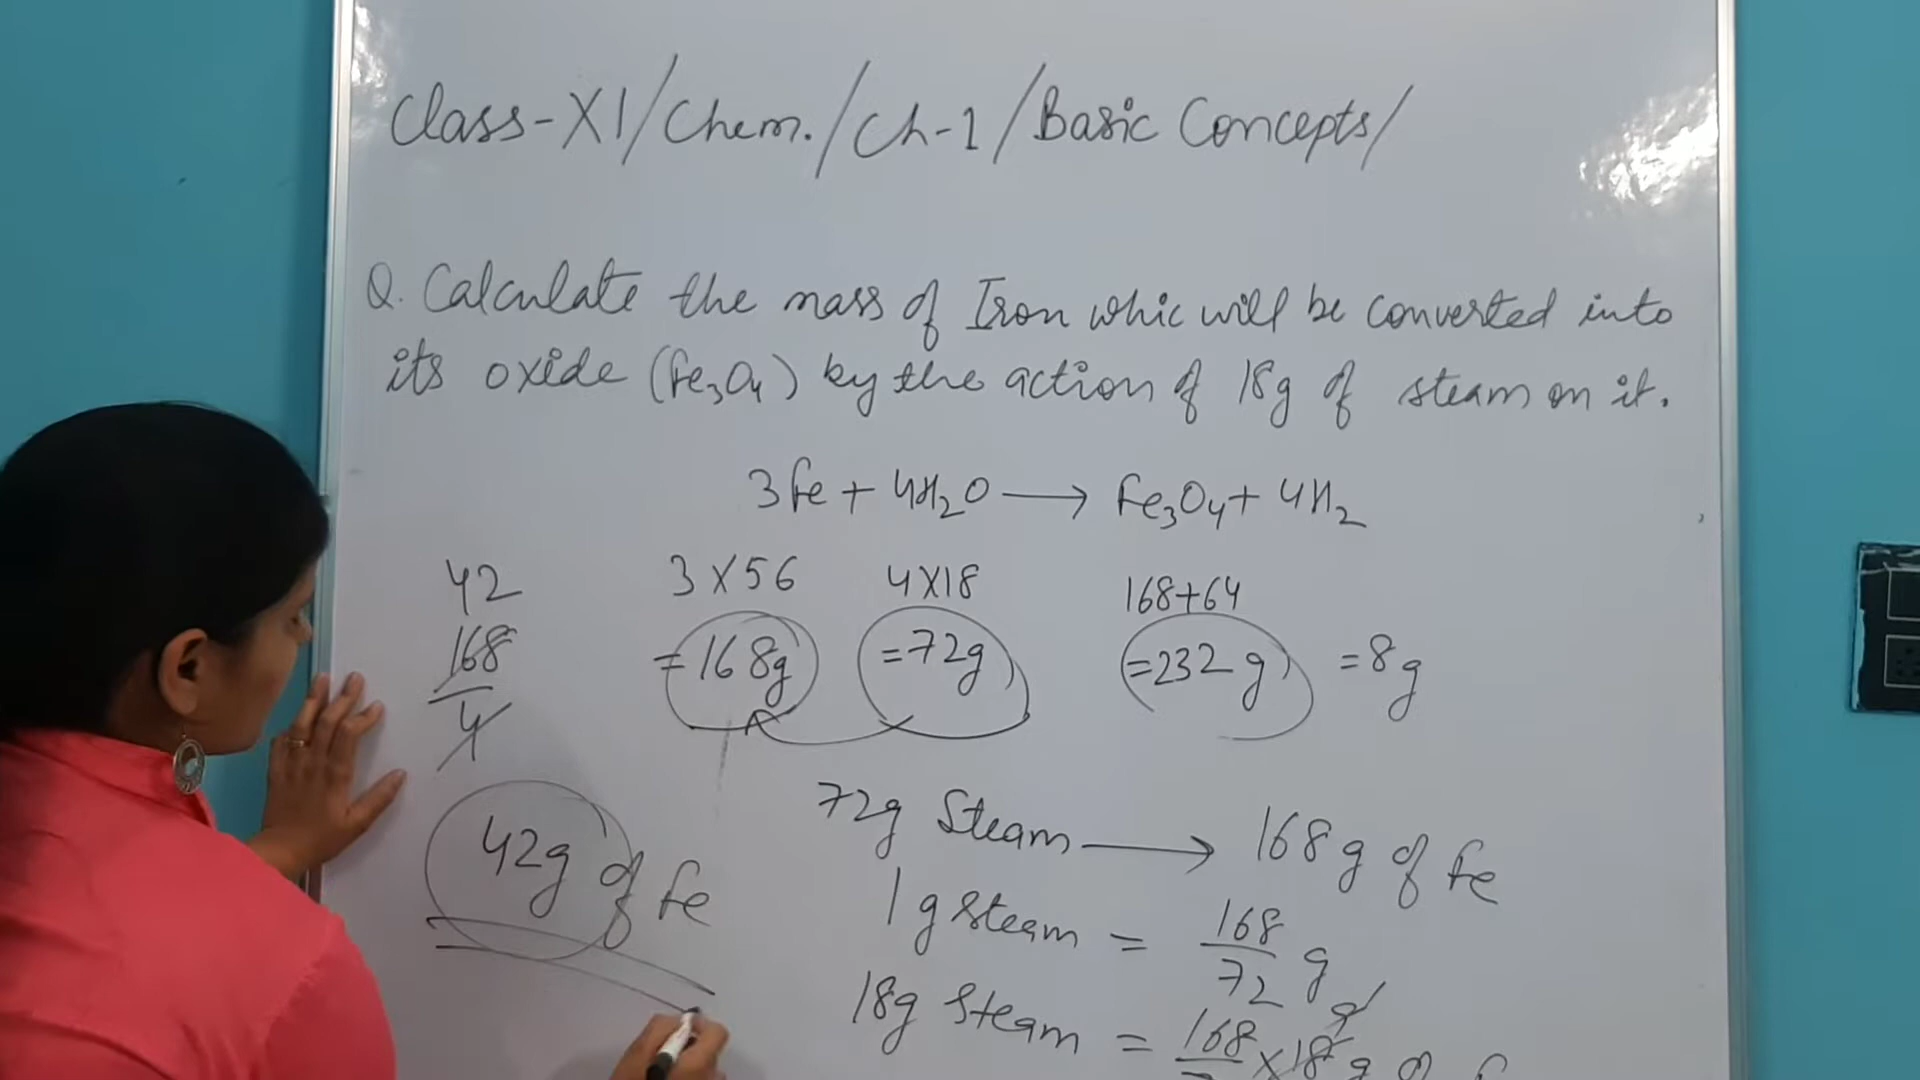 Class-XI/Chem./Ch-1/Basic Concepts/
Q. Calculate the mass of Iron whic will be converted into
its oxide (Fe3O4) by the action of 18g of steam on it.
3Fe + 4H2O → Fe3O4 + 4H2
3 X 56 4X18 168+64
=168g =72g =232g =8g
42
168
4
42g of Fe
72g Steam → 168g of Fe
1g steam = 168/72 g
18g Steam = 168 X 18 g of